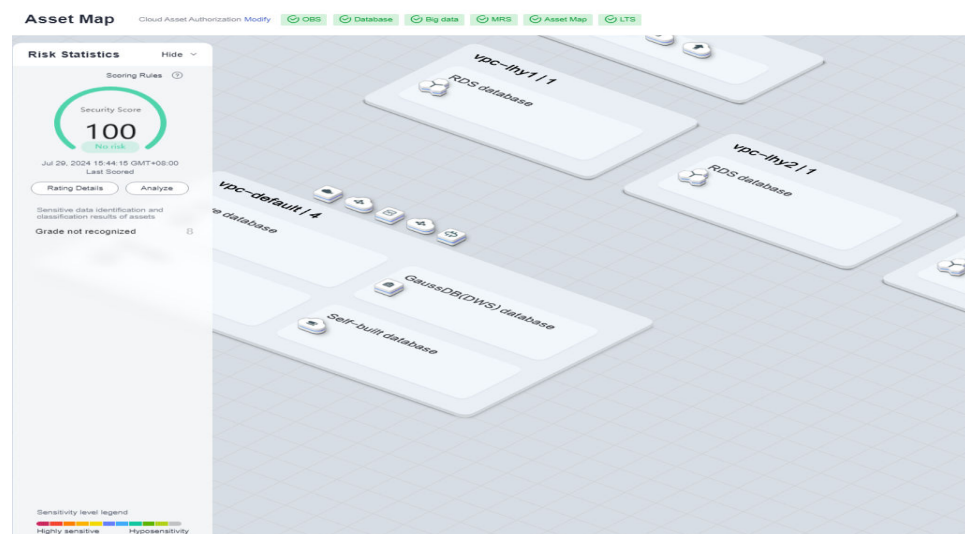 Asset Map
Cloud Asset Authorization Modify
OBS
Database
Big data
MRS
Asset Map
LTS
Risk Statistics
Hide
Scoring Rules
Security Score
100
No risk
Jul 29, 2024 15:44:15 GMT+08:00
Last Scored
Rating Details
Analyze
Sensitive data identification and
classification results of assets
Grade not recognized 8
Sensitivity level legend
Highly sensitive
Hyposensitivity
vpc-lhy1 | 1
RDS database
vpc-lhy2 | 1
RDS database
vpc-default | 4
database
GaussDB(DWS) database
Self-built database